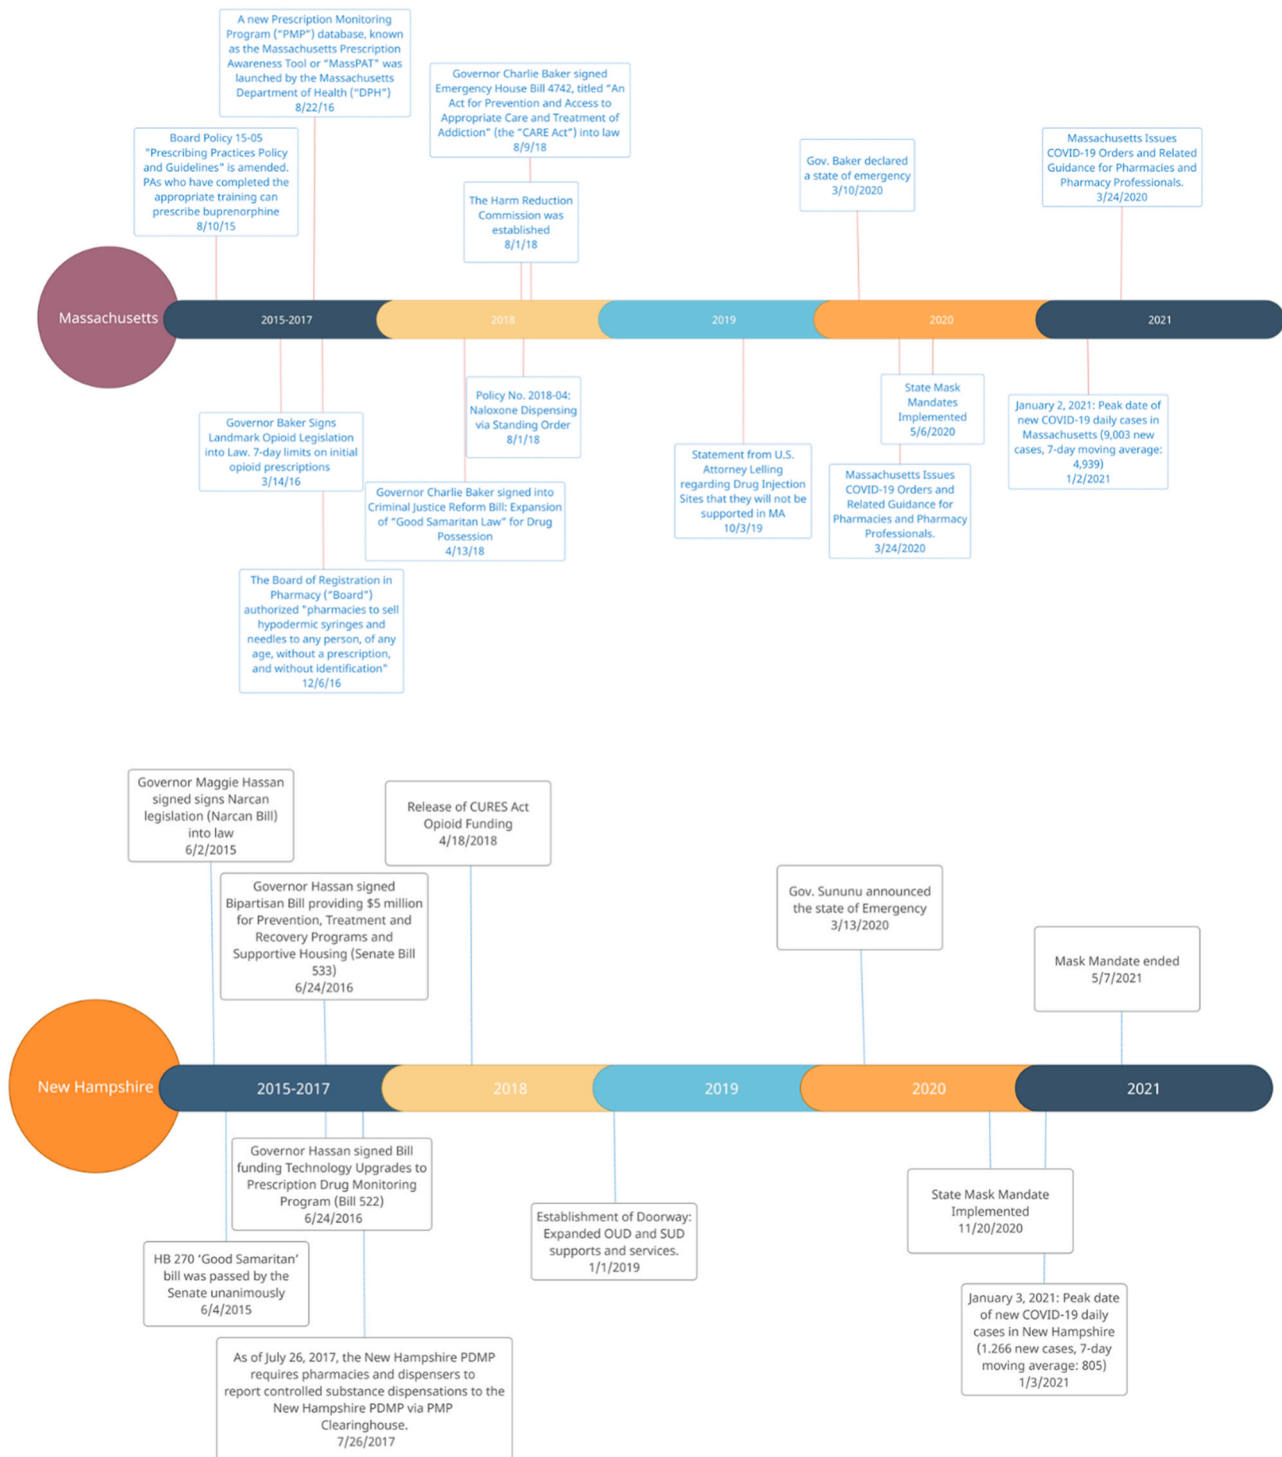 A new Prescription Monitoring
Program ("PMP") database, known
as the Massachusetts Prescription
Awareness Tool or "MassPAT" was
launched by the Massachusetts
Department of Health ("DPH")
8/22/16
Governor Charlie Baker signed
Emergency House Bill 4742, titled "An
Act for Prevention and Access to
Appropriate Care and Treatment of
Addiction" (the "CARE Act") into law
8/9/18
Board Policy 15-05
"Prescribing Practices Policy
and Guidelines" is amended.
PAs who have completed the
appropriate training can
prescribe buprenorphine
8/10/15
The Harm Reduction
Commission was
established
8/1/18
Gov. Baker declared
a state of emergency
3/10/2020
Massachusetts Issues
COVID-19 Orders and Related
Guidance for Pharmacies and
Pharmacy Professionals.
3/24/2020
Massachusetts
2015-2017
2018
2019
2020
2021
Governor Baker Signs
Landmark Opioid Legislation
into Law. 7-day limits on initial
opioid prescriptions
3/14/16
Policy No. 2018-04:
Naloxone Dispensing
via Standing Order
8/1/18
Governor Charlie Baker signed into
Criminal Justice Reform Bill: Expansion
of "Good Samaritan Law" for Drug
Possession
4/13/18
The Board of Registration in
Pharmacy ("Board")
authorized "pharmacies to sell
hypodermic syringes and
needles to any person, of any
age, without a prescription,
and without identification"
12/6/16
Statement from U.S.
Attorney Lelling
regarding Drug Injection
Sites that they will not be
supported in MA
10/3/19
State Mask
Mandates
Implemented
5/6/2020
Massachusetts Issues
COVID-19 Orders and
Related Guidance for
Pharmacies and Pharmacy
Professionals.
3/24/2020
January 2, 2021: Peak date of
new COVID-19 daily cases in
Massachusetts (9,003 new
cases, 7-day moving average:
4,939)
1/2/2021
Governor Maggie Hassan
signed signs Narcan
legislation (Narcan Bill)
into law
6/2/2015
Release of CURES Act
Opioid Funding
4/18/2018
Governor Hassan signed
Bipartisan Bill providing $5 million
for Prevention, Treatment and
Recovery Programs and
Supportive Housing (Senate Bill
533)
6/24/2016
Gov. Sununu announced
the state of Emergency
3/13/2020
Mask Mandate ended
5/7/2021
New Hampshire
2015-2017
2018
2019
2020
2021
Governor Hassan signed Bill
funding Technology Upgrades to
Prescription Drug Monitoring
Program (Bill 522)
6/24/2016
HB 270 'Good Samaritan'
bill was passed by the
Senate unanimously
6/4/2015
As of July 26, 2017, the New Hampshire PDMP
requires pharmacies and dispensers to
report controlled substance dispensations to the
New Hampshire PDMP via PMP
Clearinghouse.
7/26/2017
Establishment of Doorway:
Expanded OUD and SUD
supports and services.
1/1/2019
State Mask Mandate
Implemented
11/20/2020
January 3, 2021: Peak date
of new COVID-19 daily
cases in New Hampshire
(1.266 new cases, 7-day
moving average: 805)
1/3/2021